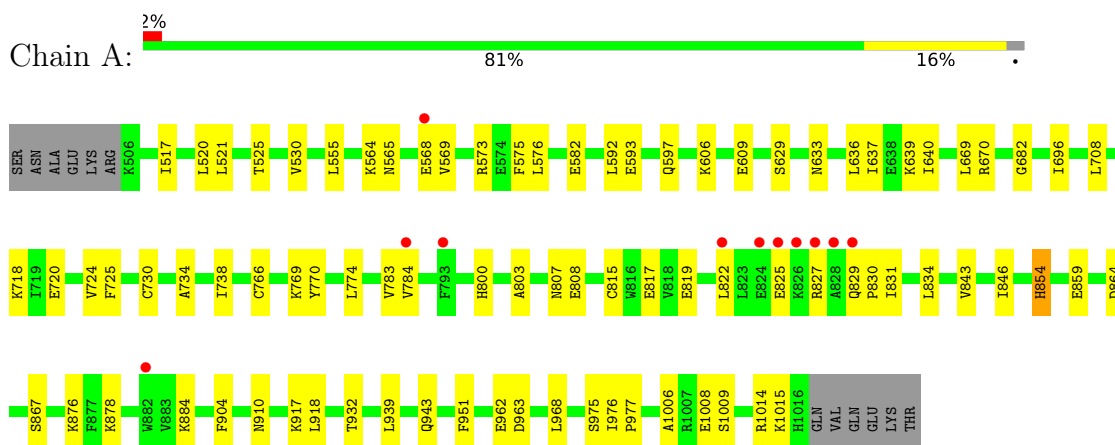 2%
Chain A:
81% 16% •
SER ASN ALA GLU LYS ARG K506 I517 L520 L521 T525 V530 L555 K564 N565 E568 V569 R573 E574 F575 L576 E582 L592 E593 Q597 K606 E609 S629 N633 L636 I637 E638 K639 I640 L669 R670 G682 I696 L708
K718 I719 E720 V724 F725 C730 A734 I738 C766 K769 Y770 L774 V783 V784 F793 H800 A803 N807 E808 C815 W816 E817 V818 E819 L822 L823 E824 E825 K826 R827 A828 Q829 P830 I831 L834 V843 I846 H854 E859
S867 K876 F877 K878 W882 V883 K884 F904 N910 K917 L918 T932 L939 Q943 F951 E962 D963 L968 S975 I976 P977 A1006 R1007 E1008 S1009 R1014 K1015 H1016 GLN VAL GLN GLU LYS THR